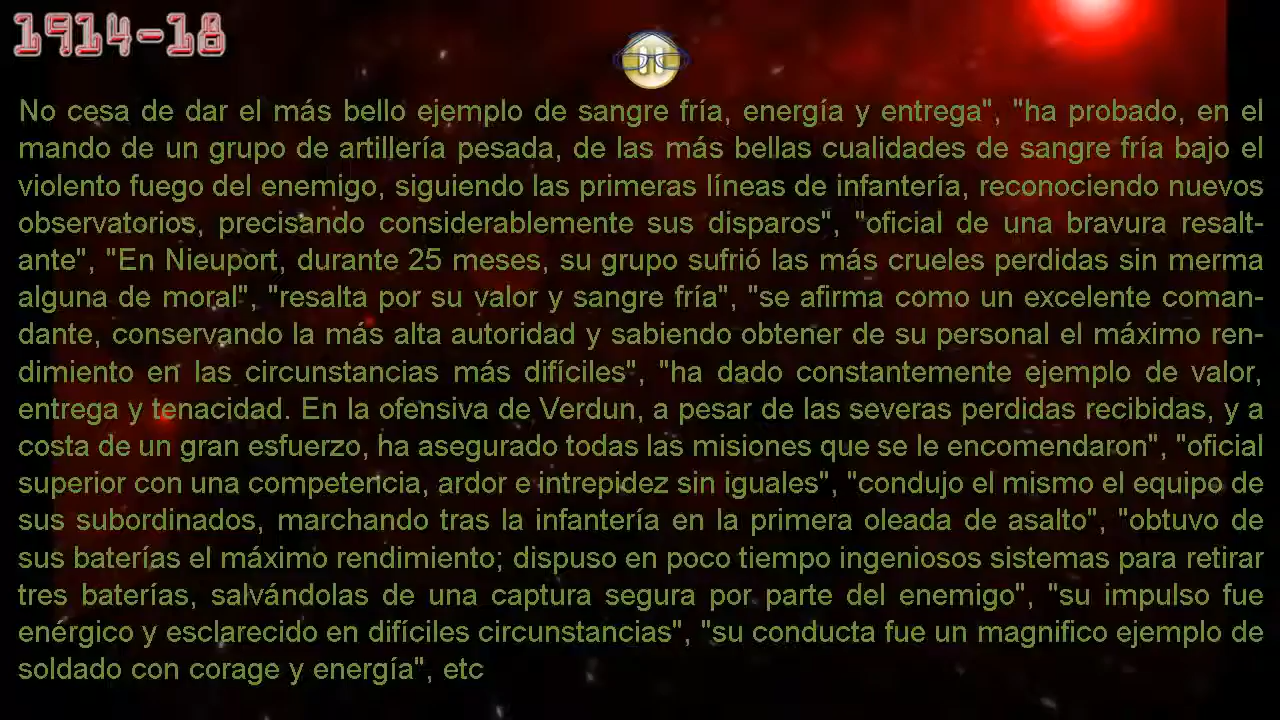 1914-18
No cesa de dar el más bello ejemplo de sangre fría, energía y entrega", "ha probado, en el
mando de un grupo de artillería pesada, de las más bellas cualidades de sangre fría bajo el
violento fuego del enemigo, siguiendo las primeras líneas de infantería, reconociendo nuevos
observatorios, precisando considerablemente sus disparos", "oficial de una bravura resalt-
ante", "En Nieuport, durante 25 meses, su grupo sufrió las más crueles perdidas sin merma
alguna de moral", "resalta por su valor y sangre fría", "se afirma como un excelente coman-
dante, conservando la más alta autoridad y sabiendo obtener de su personal el máximo ren-
dimiento en las circunstancias más difíciles", "ha dado constantemente ejemplo de valor,
entrega y tenacidad. En la ofensiva de Verdun, a pesar de las severas perdidas recibidas, y a
costa de un gran esfuerzo, ha asegurado todas las misiones que se le encomendaron", "oficial
superior con una competencia, ardor e intrepidez sin iguales", "condujo el mismo el equipo de
sus subordinados, marchando tras la infantería en la primera oleada de asalto", "obtuvo de
sus baterías el máximo rendimiento; dispuso en poco tiempo ingeniosos sistemas para retirar
tres baterías, salvándolas de una captura segura por parte del enemigo", "su impulso fue
enérgico y esclarecido en difíciles circunstancias", "su conducta fue un magnifico ejemplo de
soldado con corage y energía", etc